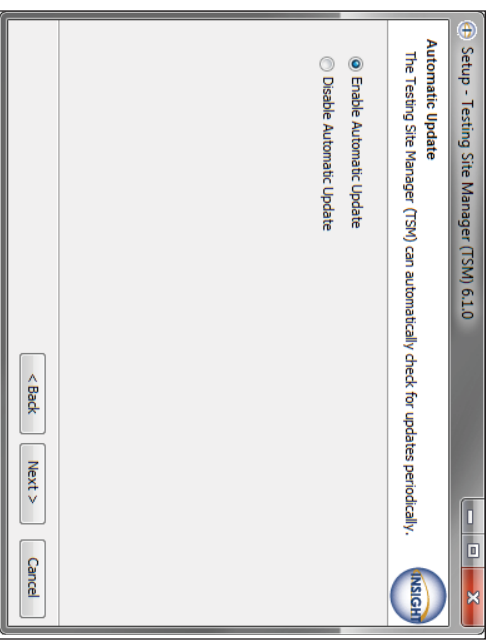 Setup - Testing Site Manager (TSM) 6.1.0
Automatic Update
The Testing Site Manager (TSM) can automatically check for updates periodically.
INSIGHT
Enable Automatic Update
Disable Automatic Update
< Back
Next >
Cancel